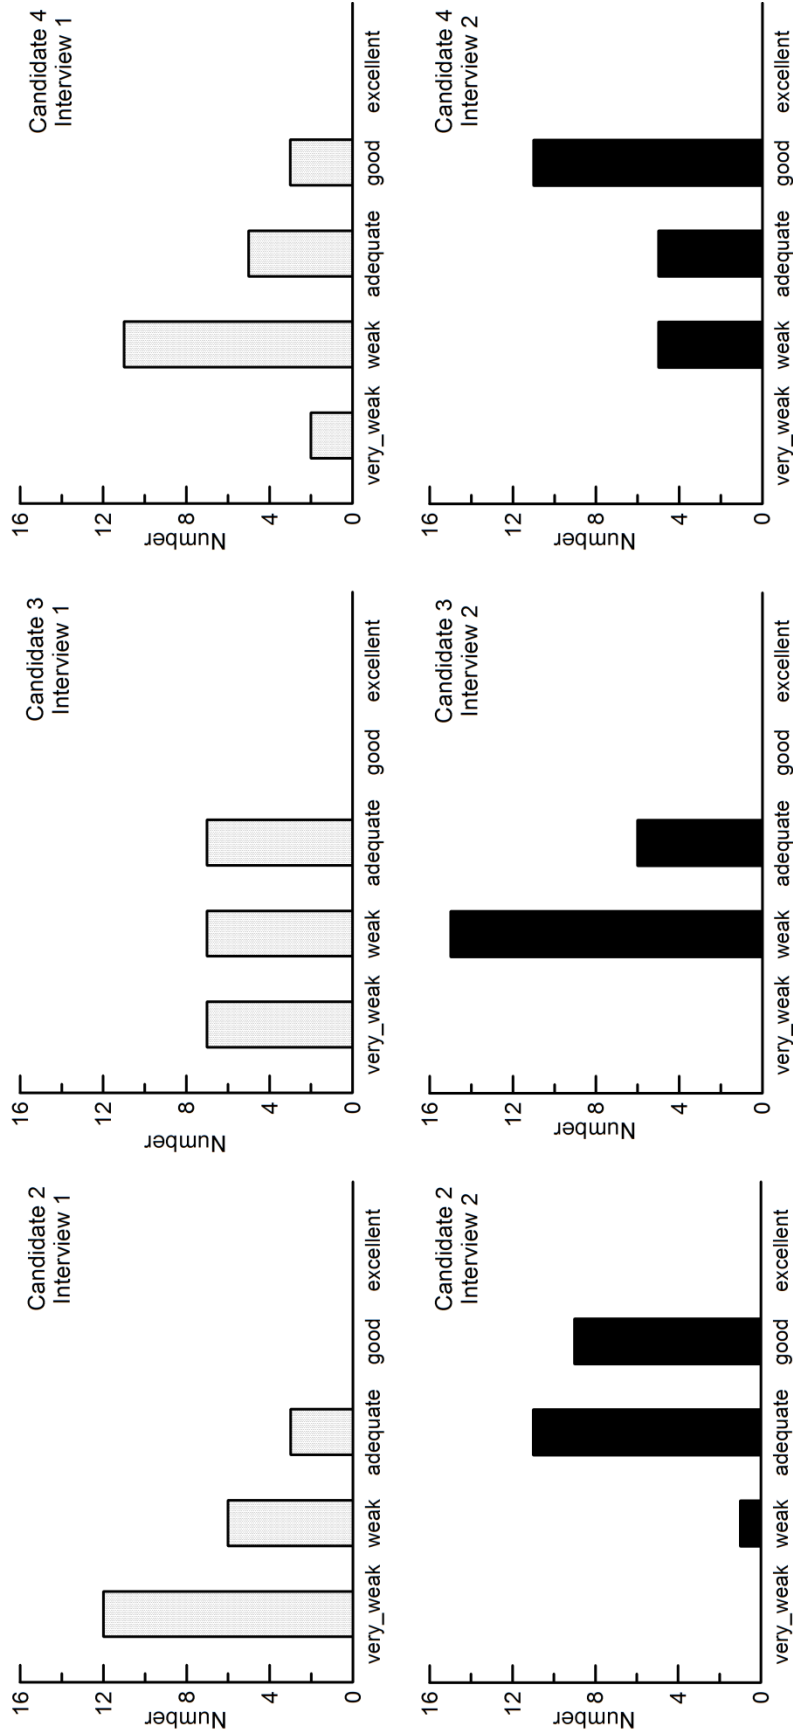 Candidate 2
Interview 1
16
12
8
4
0
Number
very_weak weak adequate good excellent
Candidate 3
Interview 1
16
12
8
4
0
Number
very_weak weak adequate good excellent
Candidate 4
Interview 1
16
12
8
4
0
Number
very_weak weak adequate good excellent
Candidate 2
Interview 2
16
12
8
4
0
Number
very_weak weak adequate good excellent
Candidate 3
Interview 2
16
12
8
4
0
Number
very_weak weak adequate good excellent
Candidate 4
Interview 2
16
12
8
4
0
Number
very_weak weak adequate good excellent